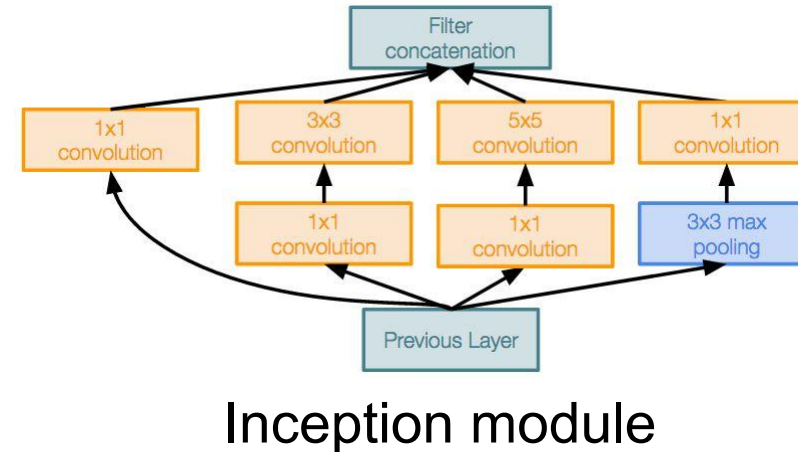 Filter
concatenation
1x1
convolution
3x3
convolution
5x5
convolution
1x1
convolution
1x1
convolution
1x1
convolution
3x3 max
pooling
Previous Layer
Inception module